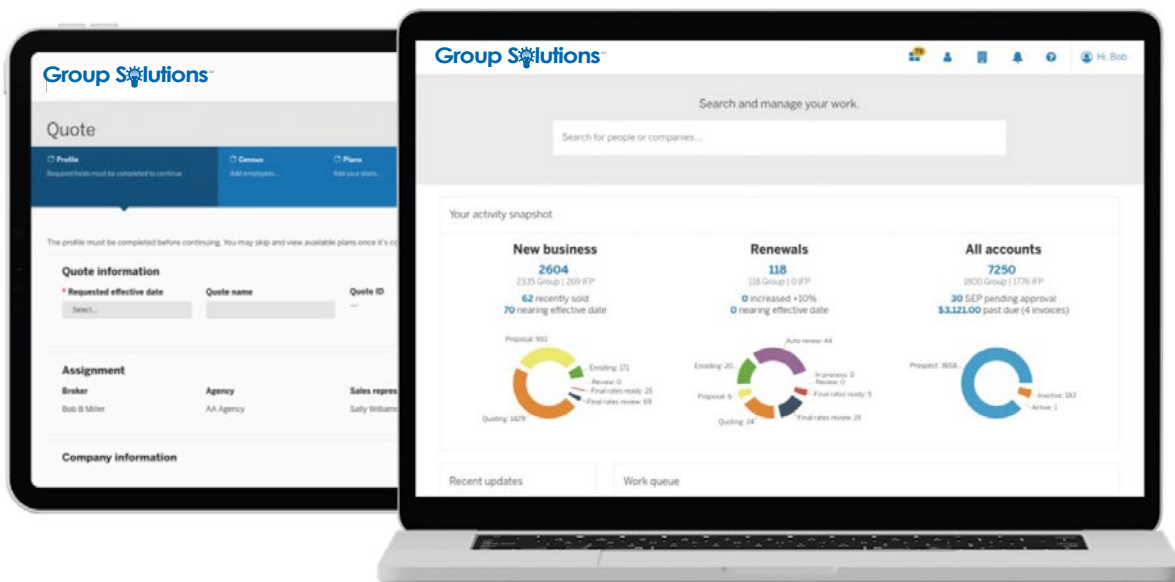 Group Solutions
Quote
Profile
Required fields must be completed to continue
Census
Add employees...
Plans
Add your plans...
The profile must be completed before continuing. You may skip and view available plans once it's co
Quote information
* Requested effective date
Quote name
Quote ID
Select...
---
Assignment
Broker
Agency
Sales repres
Bob B Miller
AA Agency
Sally Williams
Company information
Group Solutions
79
Hi, Bob
Search and manage your work.
Search for people or companies...
Your activity snapshot
New business
2604
2335 Group | 269 IFP
62 recently sold
70 nearing effective date
Proposal: 910
Enrolling: 171
Review: 0
Final rates ready: 25
Final rates review: 69
Quoting: 1429
Renewals
118
118 Group | 0 IFP
0 increased +10%
0 nearing effective date
Auto renew: 44
Enrolling: 20
In process: 0
Review: 0
Final rates ready: 5
Proposal: 6
Final rates review: 19
Quoting: 24
All accounts
7250
1800 Group | 1776 IFP
30 SEP pending approval
$3,121.00 past due (4 invoices)
Prospect: 3658...
Inactive: 183
Active: 1
Recent updates
Work queue